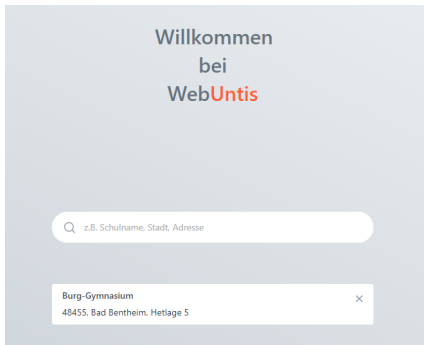 Willkommen
bei
WebUntis
z.B. Schulname, Stadt, Adresse
Burg-Gymnasium
48455, Bad Bentheim, Hetlage 5